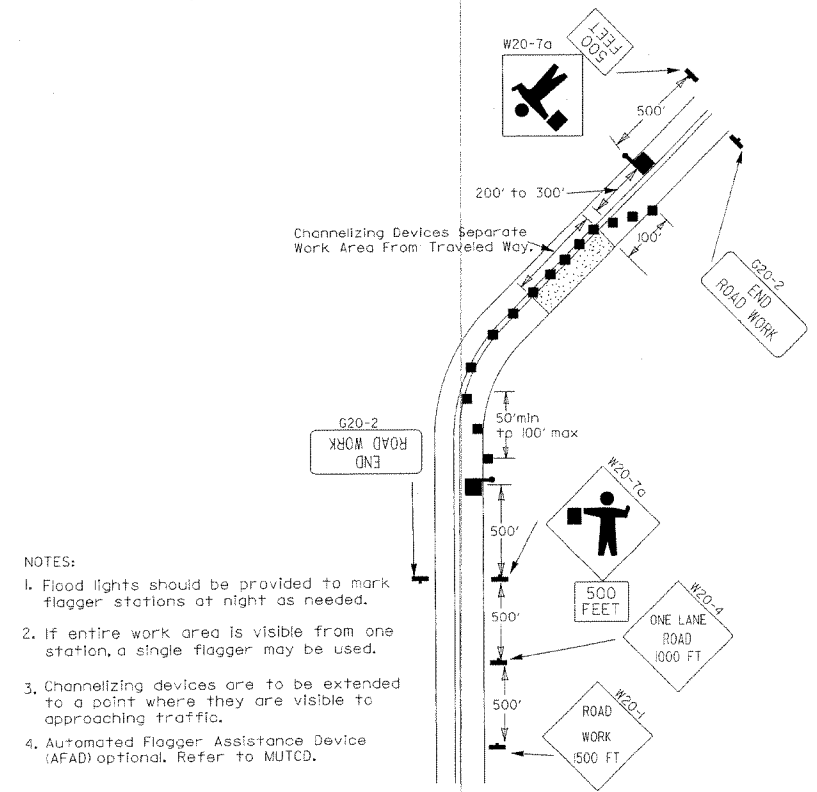 W20-7a
500
FEET
500'
200' to 300'
Channelizing Devices Separate
Work Area From Traveled Way.
100'
G20-2
END
ROAD WORK
G20-2
END
ROAD WORK
50'min
to 100' max
W20-7a
500'
500
FEET
500'
W20-4
ONE LANE
ROAD
1000 FT
500'
W20-1
ROAD
WORK
1500 FT
NOTES:
1. Flood lights should be provided to mark
flagger stations at night as needed.
2. If entire work area is visible from one
station, a single flagger may be used.
3. Channelizing devices are to be extended
to a point where they are visible to
approaching traffic.
4. Automated Flagger Assistance Device
(AFAD) optional. Refer to MUTCD.